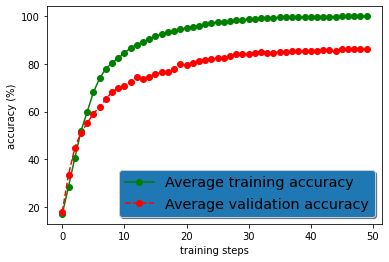 100
80
60
40
20
accuracy (%)
0
10
20
30
40
50
training steps
Average training accuracy
Average validation accuracy